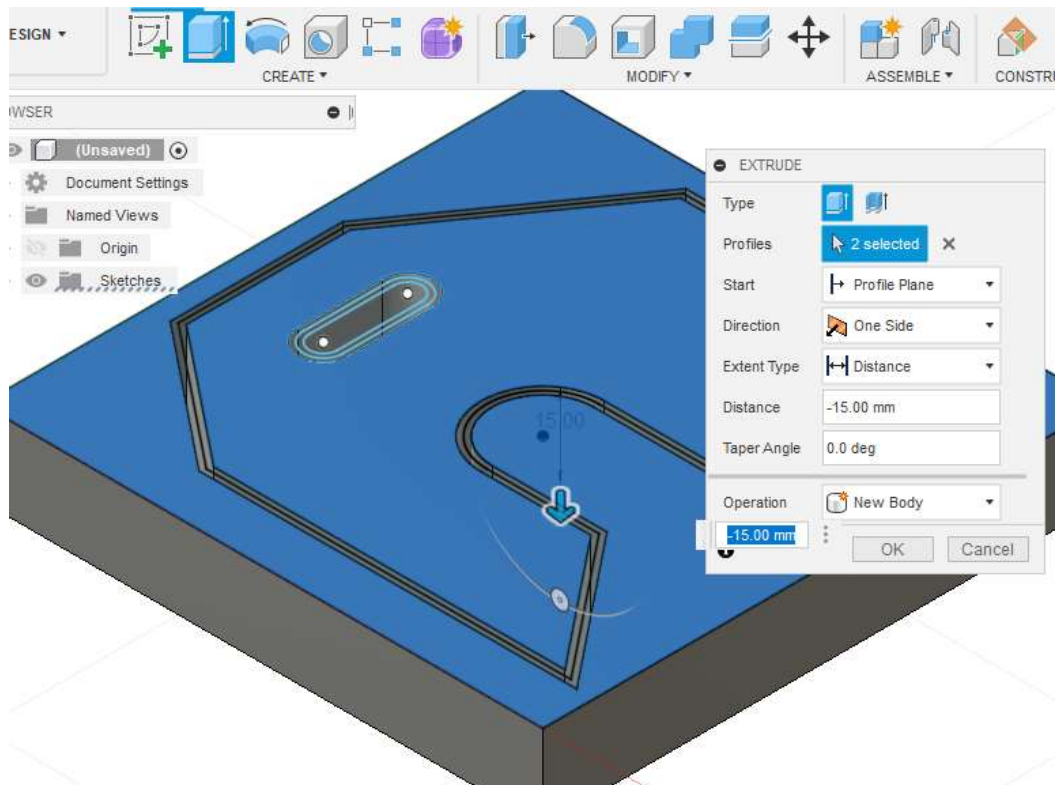 ESIGN ▾
CREATE ▾
MODIFY ▾
ASSEMBLE ▾
CONSTRU
OWSER
(Unsaved)
Document Settings
Named Views
Origin
Sketches
15.00
EXTRUDE
Type
Profiles 2 selected
Start Profile Plane
Direction One Side
Extent Type Distance
Distance -15.00 mm
Taper Angle 0.0 deg
Operation New Body
-15.00 mm
OK Cancel